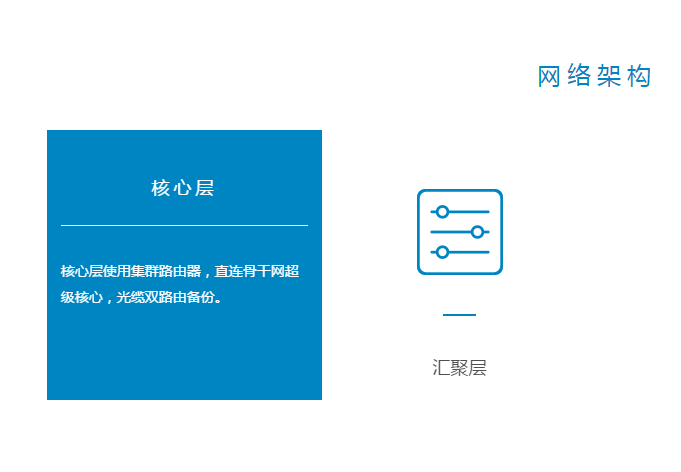 网络架构
核心层
核心层使用集群路由器，直连骨干网超
级核心，光缆双路由备份。
汇聚层